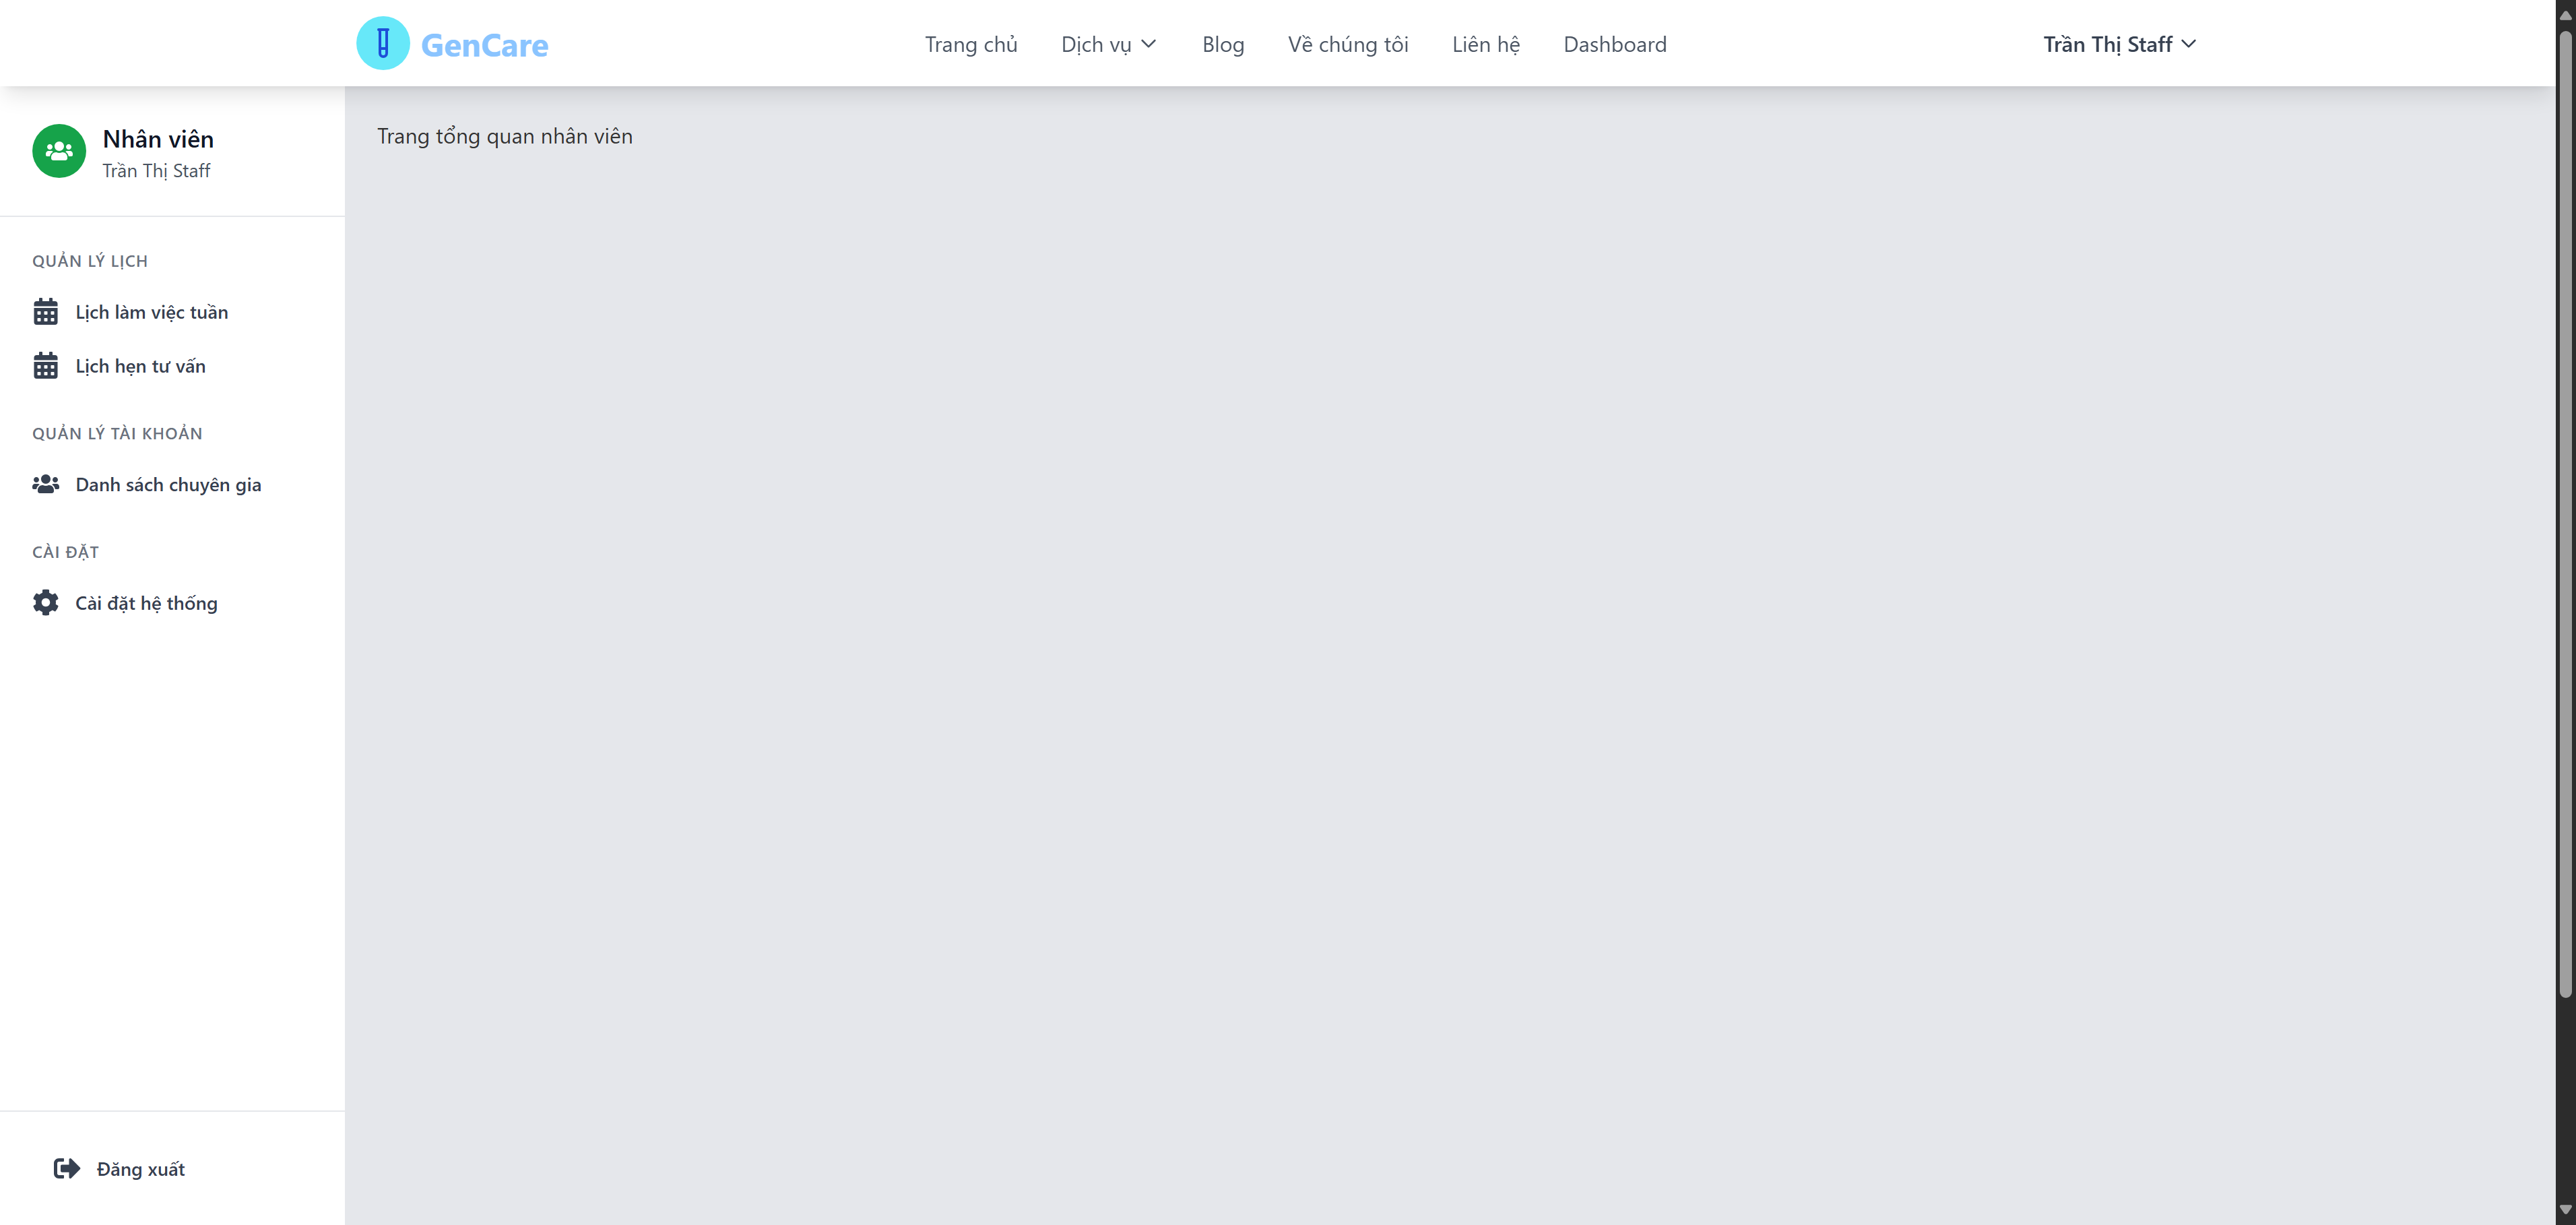 GenCare
Trang chủ
Dịch vụ
Blog
Về chúng tôi
Liên hệ
Dashboard
Trần Thị Staff
Nhân viên
Trần Thị Staff
QUẢN LÝ LỊCH
Lịch làm việc tuần
Lịch hẹn tư vấn
QUẢN LÝ TÀI KHOẢN
Danh sách chuyên gia
CÀI ĐẶT
Cài đặt hệ thống
Đăng xuất
Trang tổng quan nhân viên